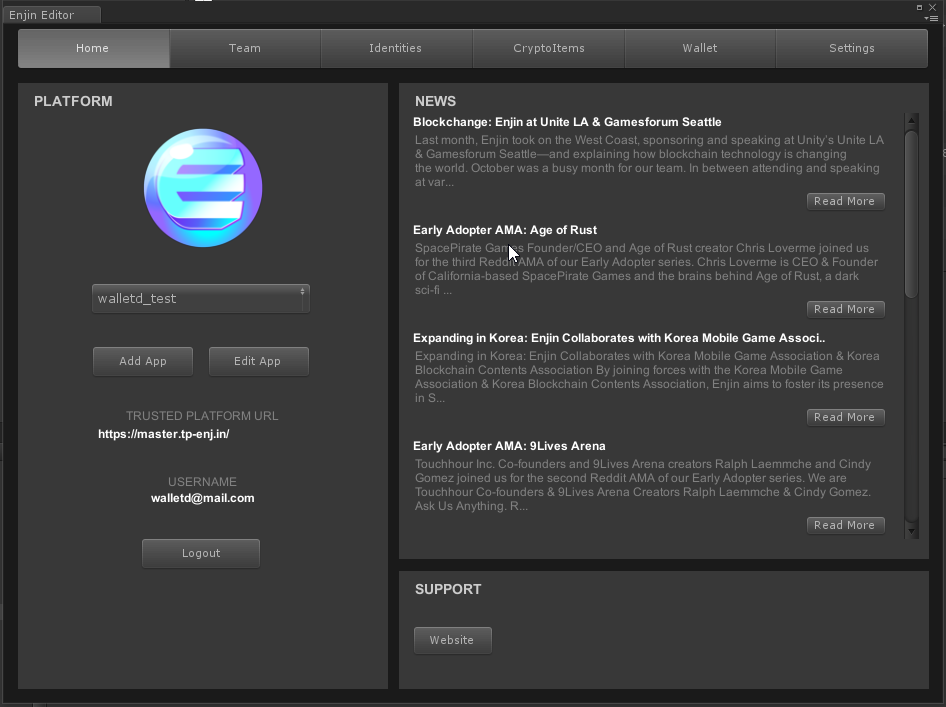 Enjin Editor
Home
Team
Identities
CryptoItems
Wallet
Settings
PLATFORM
walletd_test
Add App
Edit App
TRUSTED PLATFORM URL
https://master.tp-enj.in/
USERNAME
walletd@mail.com
Logout
NEWS
Blockchange: Enjin at Unite LA & Gamesforum Seattle
Last month, Enjin took on the West Coast, sponsoring and speaking at Unity's Unite LA
& Gamesforum Seattle—and explaining how blockchain technology is changing
the world. October was a busy month for our team. In between attending and speaking
at var...
Read More
Early Adopter AMA: Age of Rust
SpacePirate Games Founder/CEO and Age of Rust creator Chris Loverme joined us
for the third Reddit AMA of our Early Adopter series. Chris Loverme is CEO & Founder
of California-based SpacePirate Games and the brains behind Age of Rust, a dark
sci-fi ...
Read More
Expanding in Korea: Enjin Collaborates with Korea Mobile Game Associ..
Expanding in Korea: Enjin Collaborates with Korea Mobile Game Association & Korea
Blockchain Contents Association By joining forces with the Korea Mobile Game
Association & Korea Blockchain Contents Association, Enjin aims to foster its presence
in S...
Read More
Early Adopter AMA: 9Lives Arena
Touchhour Inc. Co-founders and 9Lives Arena creators Ralph Laemmche and Cindy
Gomez joined us for the second Reddit AMA of our Early Adopter series. We are
Touchhour Co-founders & 9Lives Arena Creators Ralph Laemmche & Cindy Gomez.
Ask Us Anything. R...
Read More
SUPPORT
Website